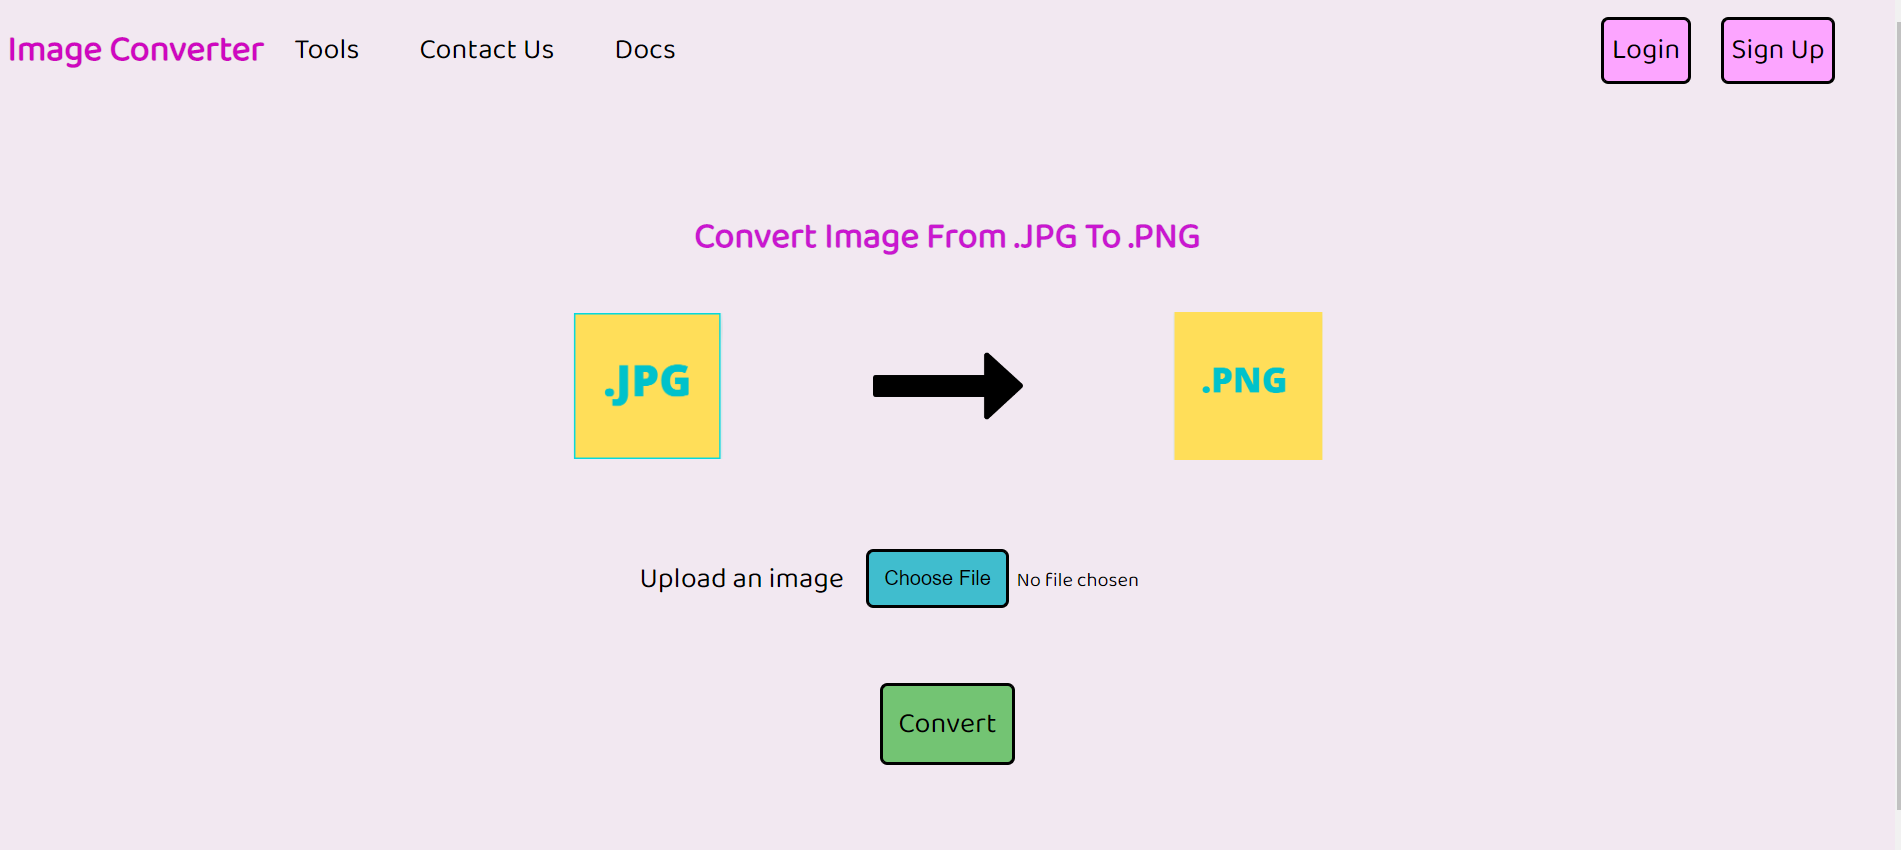 Image Converter Tools Contact Us Docs Login Sign Up
Convert Image From .JPG To .PNG
.JPG .PNG
Upload an image Choose File No file chosen
Convert